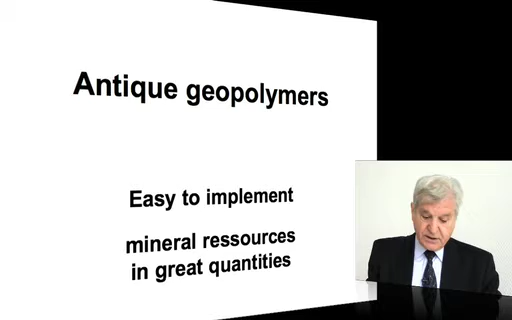 Antique geopolymers
Easy to implement
mineral ressources
in great quantities